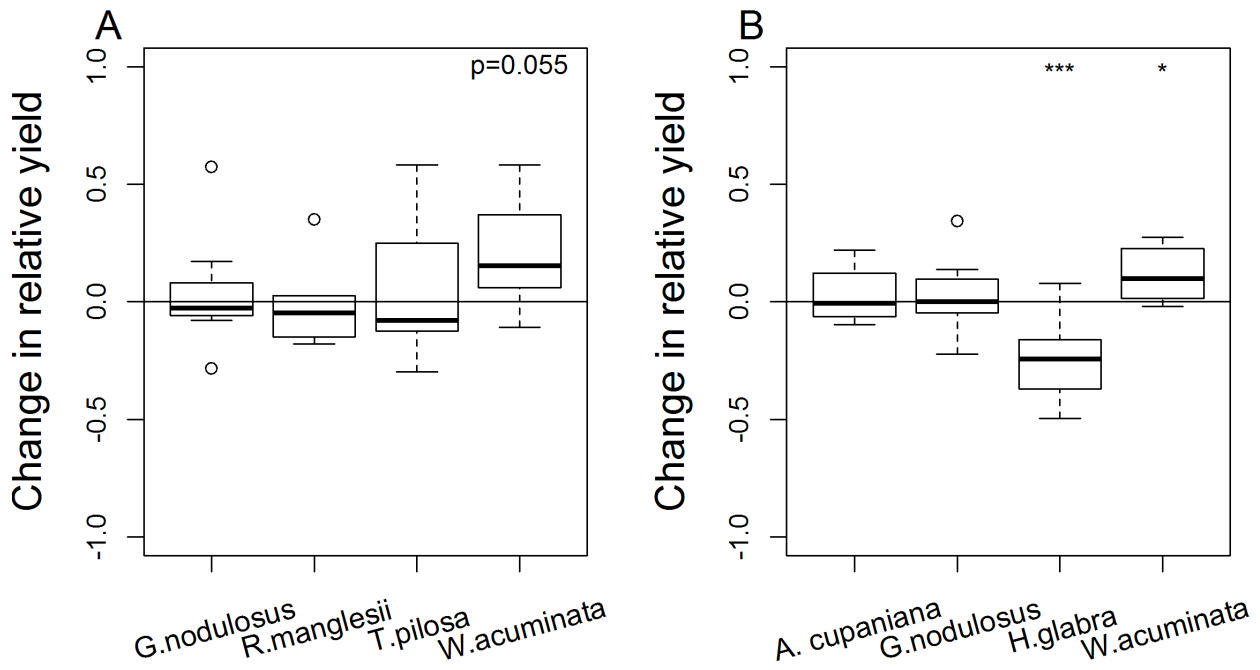 A
Change in relative yield
1.0
0.5
0.0
-0.5
-1.0
p=0.055
G.nodulosus
R.manglesii
T.pilosa
W.acuminata
B
Change in relative yield
1.0
0.5
0.0
-0.5
-1.0
***
*
A. cupaniana
G.nodulosus
H.glabra
W.acuminata